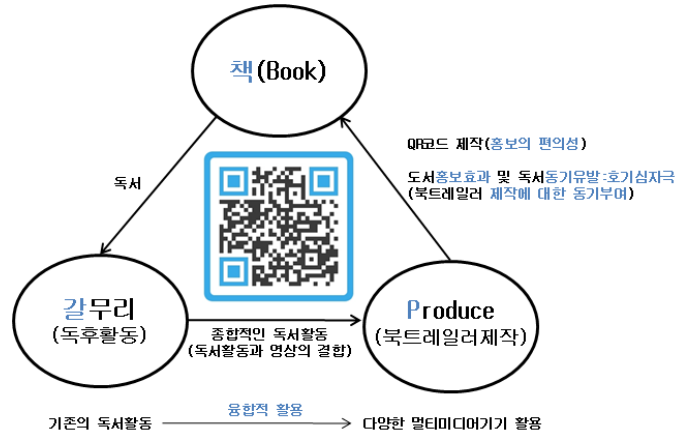 책(Book)
QR코드 제작(홍보의 편의성)
도서홍보효과 및 독서동기유발:호기심자극
(북트레일러 제작에 대한 동기부여)
독서
갈무리
(독후활동)
종합적인 독서활동
(독서활동과 영상의 결합)
Produce
(북트레일러제작)
기존의 독서활동
융합적 활용
다양한 멀티미디어기기 활용